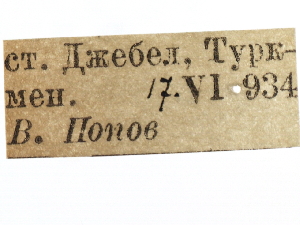 ст. Джебел, Турк-
мен. 17.VI.934
В. Попов